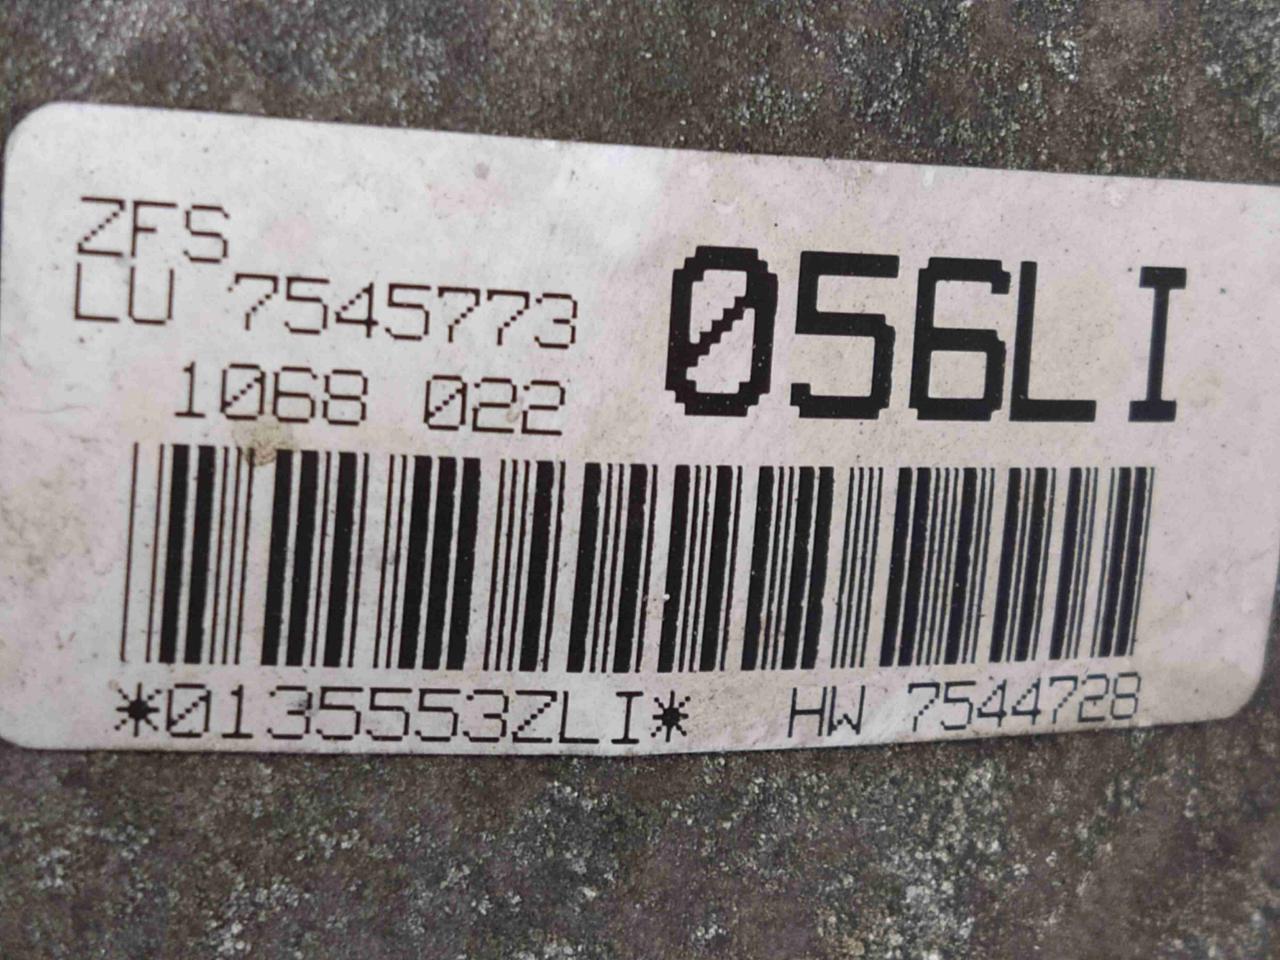 ZFS
LU 7545773
1068 022
056LI
*0135553ZLI*
HW 7544728